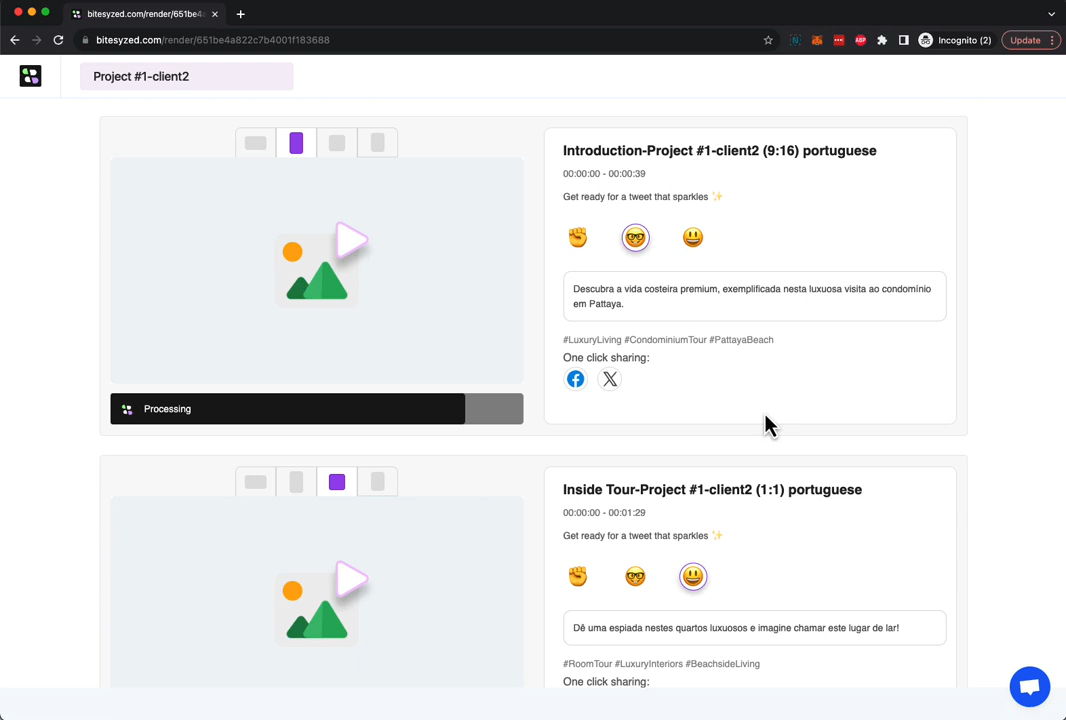 bitesyzed.com/render/651be4a
bitesyzed.com/render/651be4a822c7b4001f183688
N
ABP
Incognito (2)
Update
Project #1-client2
Introduction-Project #1-client2 (9:16) portuguese
00:00:00 - 00:00:39
Get ready for a tweet that sparkles ✨
Descubra a vida costeira premium, exemplificada nesta luxuosa visita ao condomínio
em Pattaya.
#LuxuryLiving #CondominiumTour #PattayaBeach
One click sharing:
Processing
Inside Tour-Project #1-client2 (1:1) portuguese
00:00:00 - 00:01:29
Get ready for a tweet that sparkles ✨
Dê uma espiada nestes quartos luxuosos e imagine chamar este lugar de lar!
#RoomTour #LuxuryInteriors #BeachsideLiving
One click sharing: